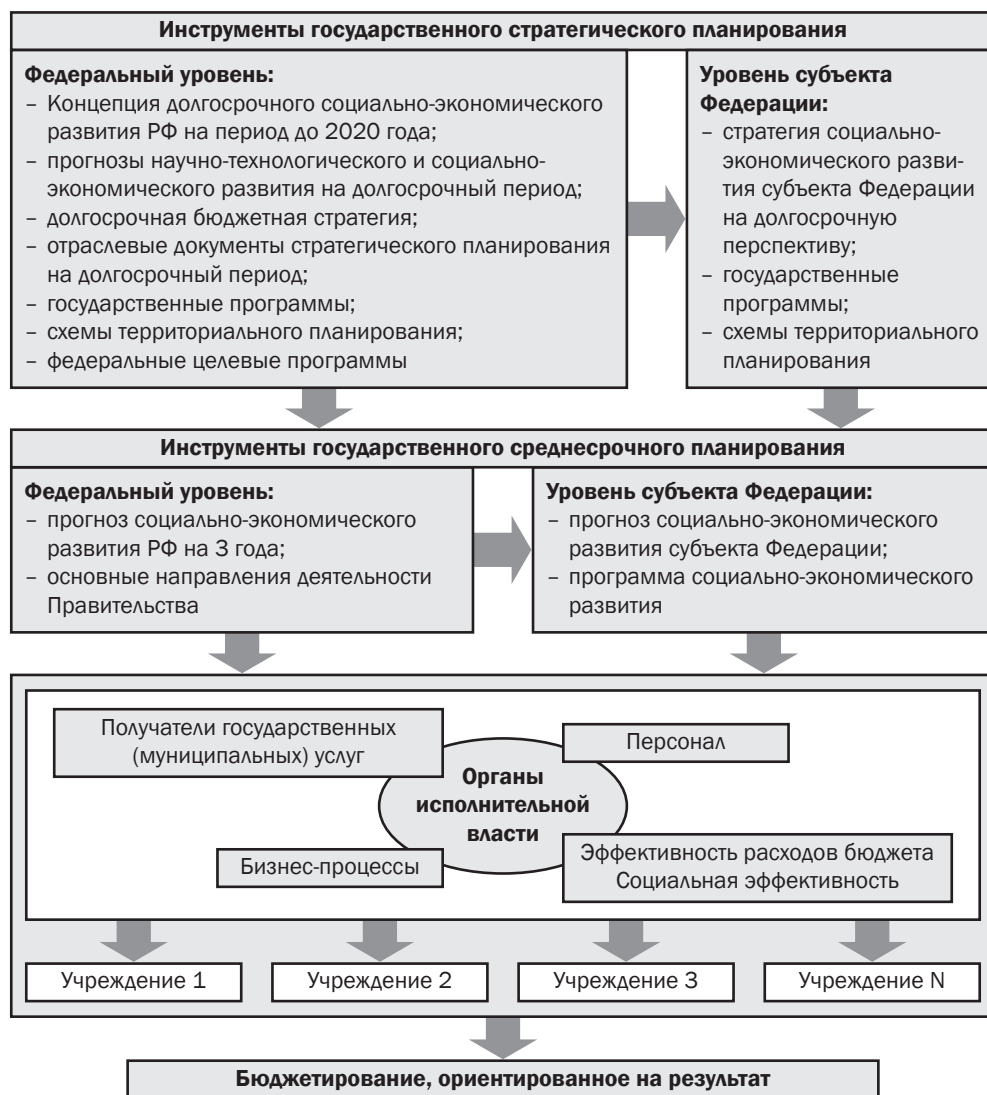 Инструменты государственного стратегического планирования
Федеральный уровень:
– Концепция долгосрочного социально-экономического
развития РФ на период до 2020 года;
– прогнозы научно-технологического и социально-
экономического развития на долгосрочный период;
– долгосрочная бюджетная стратегия;
– отраслевые документы стратегического планирования
на долгосрочный период;
– государственные программы;
– схемы территориального планирования;
– федеральные целевые программы
Уровень субъекта
Федерации:
– стратегия социально-
экономического разви-
тия субъекта Федерации
на долгосрочную
перспективу;
– государственные
программы;
– схемы территориального
планирования
Инструменты государственного среднесрочного планирования
Федеральный уровень:
– прогноз социально-экономического
развития РФ на 3 года;
– основные направления деятельности
Правительства
Уровень субъекта Федерации:
– прогноз социально-экономического
развития субъекта Федерации;
– программа социально-экономического
развития
Получатели государственных
(муниципальных) услуг
Персонал
Органы
исполнительной
власти
Бизнес-процессы
Эффективность расходов бюджета
Социальная эффективность
Учреждение 1
Учреждение 2
Учреждение 3
Учреждение N
Бюджетирование, ориентированное на результат